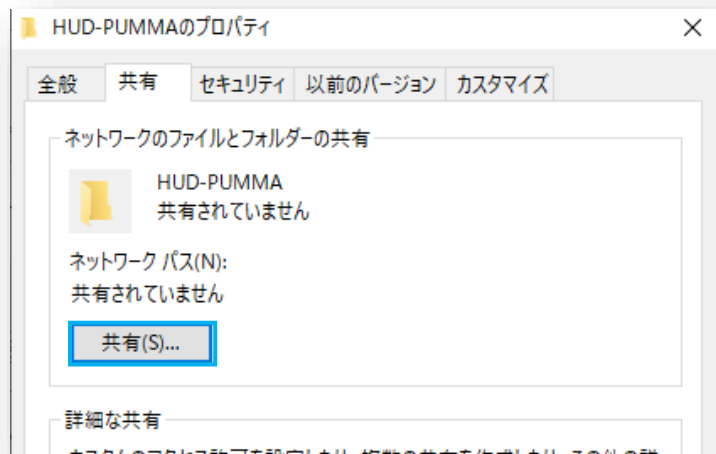 HUD-PUMMAのプロパティ
全般 共有 セキュリティ 以前のバージョン カスタマイズ
ネットワークのファイルとフォルダーの共有
HUD-PUMMA
共有されていません
ネットワーク パス(N):
共有されていません
共有(S)...
詳細な共有